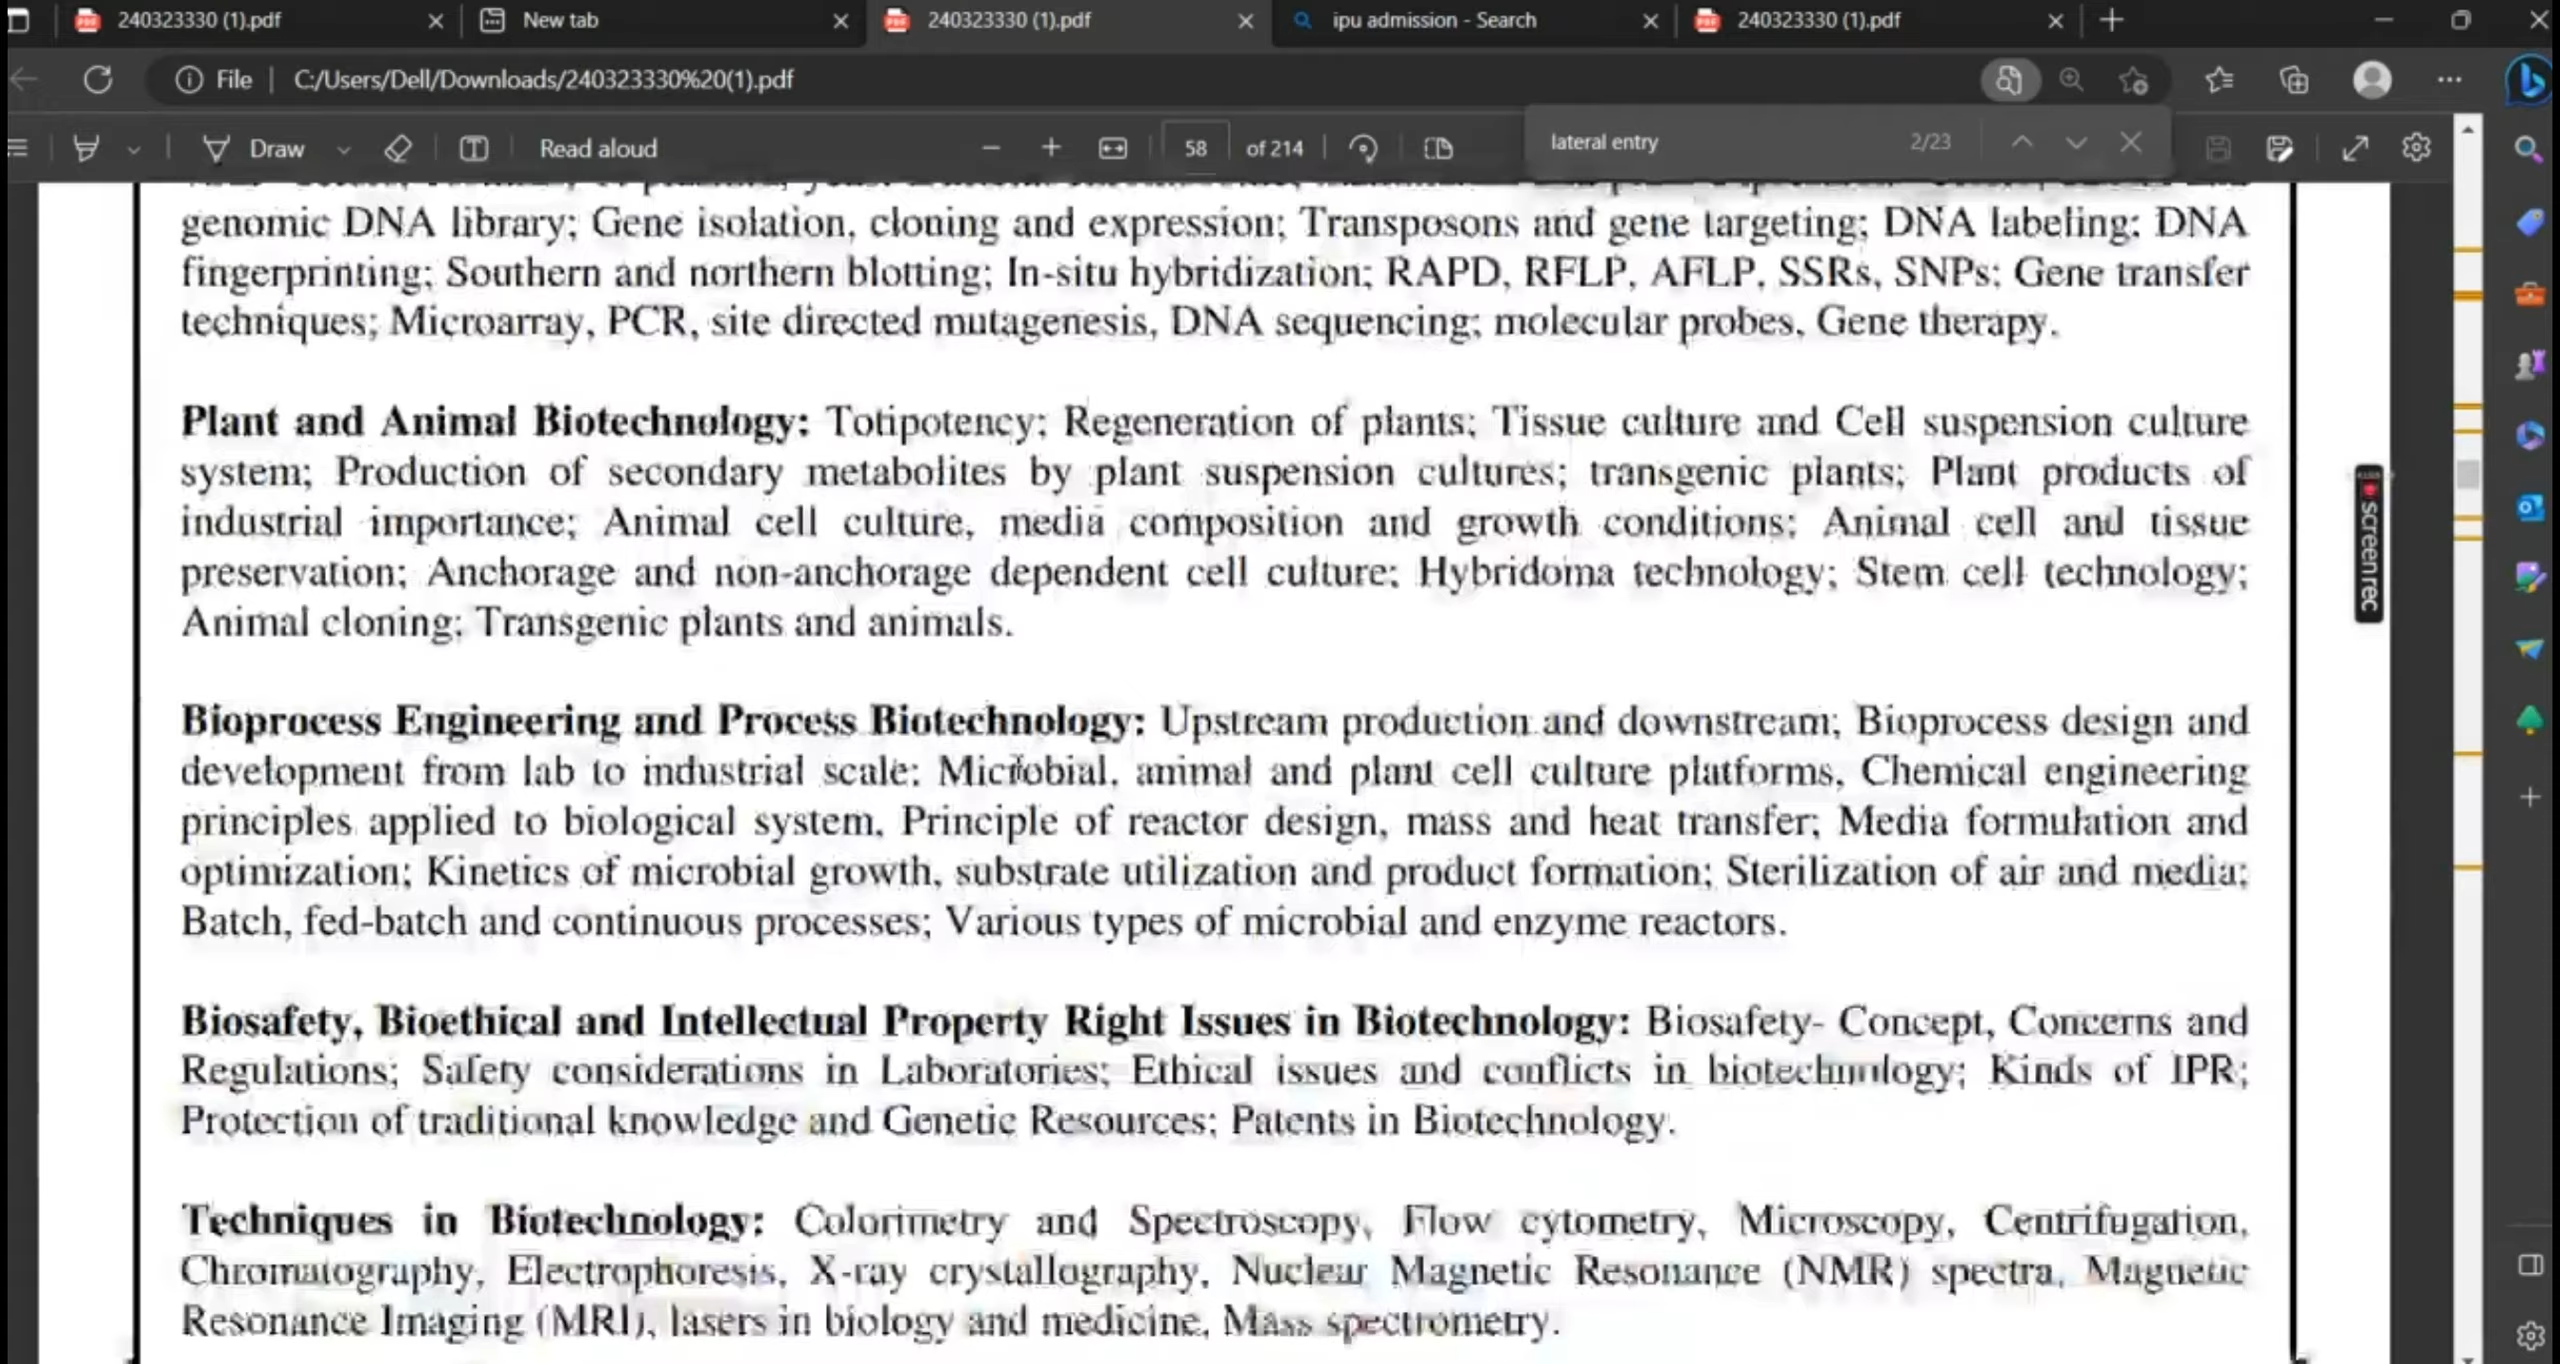 240323330 (1).pdf
New tab
240323330 (1).pdf
ipu admission - Search
240323330 (1).pdf
File
C:/Users/Dell/Downloads/240323330%20(1).pdf
Draw
Read aloud
58 of 214
lateral entry
2/23
genomic DNA library; Gene isolation, cloning and expression; Transposons and gene targeting; DNA labeling; DNA
fingerprinting; Southern and northern blotting; In-situ hybridization; RAPD, RFLP, AFLP, SSRs, SNPs; Gene transfer
techniques; Microarray, PCR, site directed mutagenesis, DNA sequencing; molecular probes, Gene therapy.
Plant and Animal Biotechnology: Totipotency; Regeneration of plants; Tissue culture and Cell suspension culture
system; Production of secondary metabolites by plant suspension cultures; transgenic plants; Plant products of
industrial importance; Animal cell culture, media composition and growth conditions; Animal cell and tissue
preservation; Anchorage and non-anchorage dependent cell culture; Hybridoma technology; Stem cell technology;
Animal cloning; Transgenic plants and animals.
Bioprocess Engineering and Process Biotechnology: Upstream production and downstream; Bioprocess design and
development from lab to industrial scale; Microbial, animal and plant cell culture platforms, Chemical engineering
principles applied to biological system, Principle of reactor design, mass and heat transfer; Media formulation and
optimization; Kinetics of microbial growth, substrate utilization and product formation; Sterilization of air and media;
Batch, fed-batch and continuous processes; Various types of microbial and enzyme reactors.
Biosafety, Bioethical and Intellectual Property Right Issues in Biotechnology: Biosafety- Concept, Concerns and
Regulations; Safety considerations in Laboratories; Ethical issues and conflicts in biotechnology; Kinds of IPR;
Protection of traditional knowledge and Genetic Resources; Patents in Biotechnology.
Techniques in Biotechnology: Colorimetry and Spectroscopy, Flow cytometry, Microscopy, Centrifugation,
Chromatography, Electrophoresis, X-ray crystallography, Nuclear Magnetic Resonance (NMR) spectra, Magnetic
Resonance Imaging (MRI), lasers in biology and medicine, Mass spectrometry.
screenrec